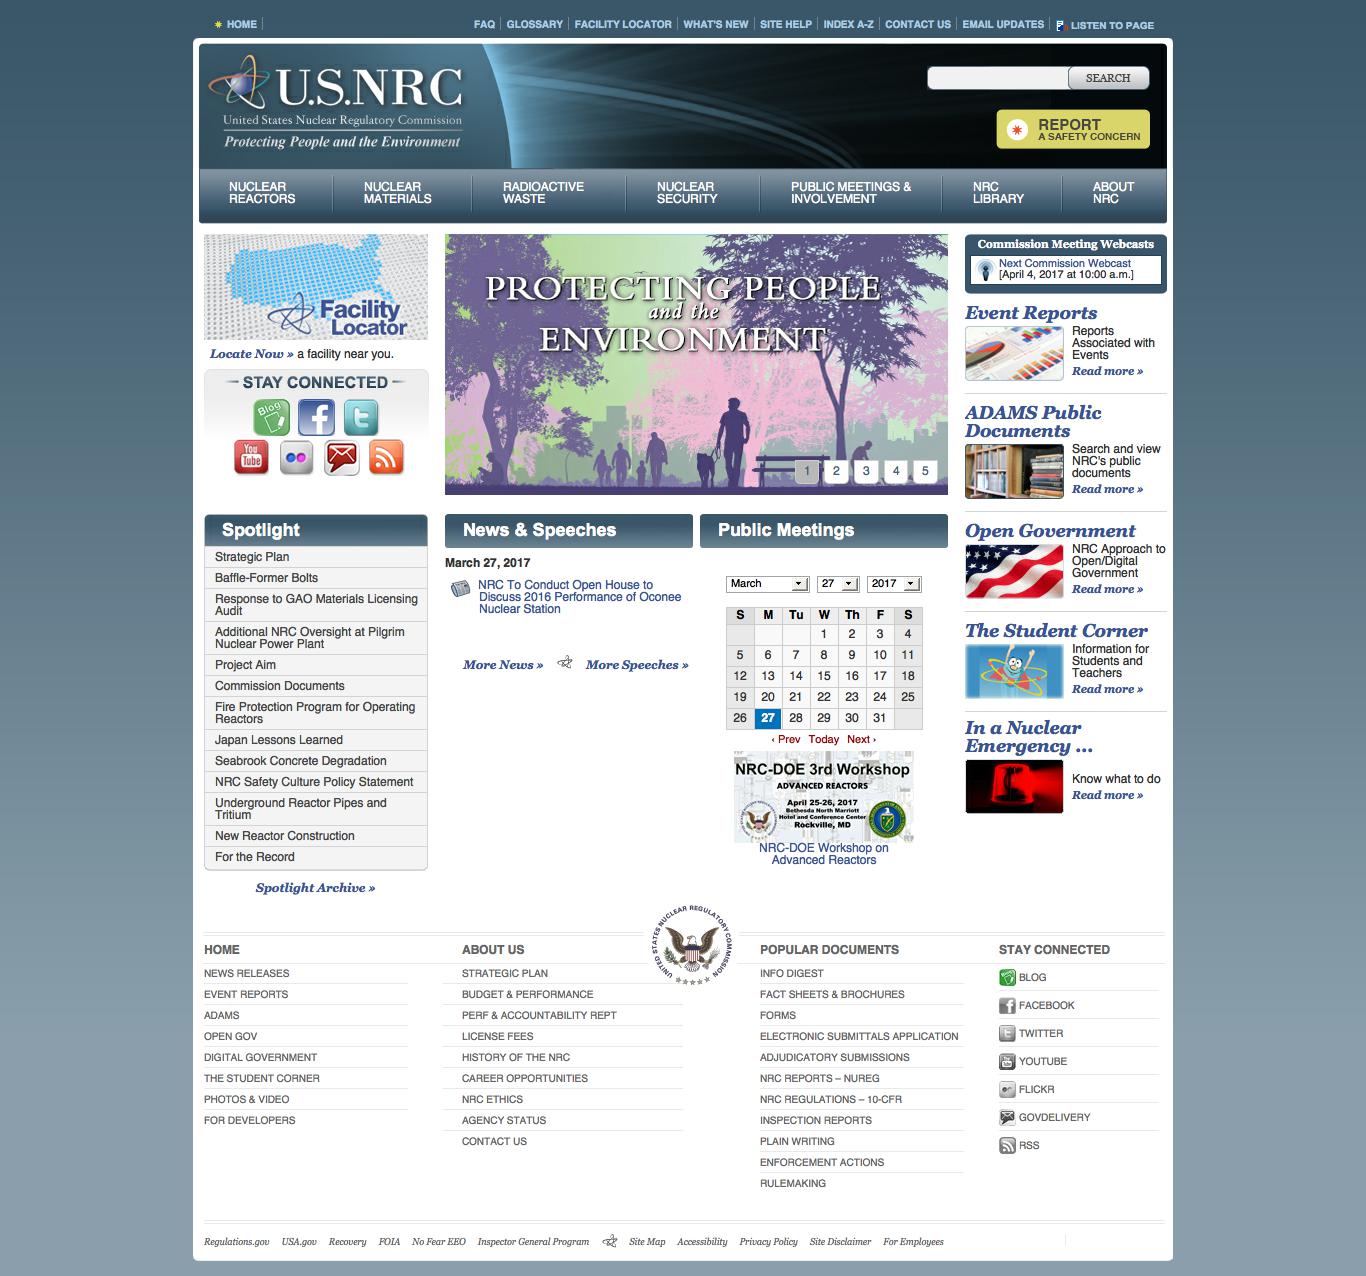 HOME
FAQ GLOSSARY FACILITY LOCATOR WHAT'S NEW SITE HELP INDEX A-Z CONTACT US EMAIL UPDATES LISTEN TO PAGE
U.S.NRC
United States Nuclear Regulatory Commission
Protecting People and the Environment
SEARCH
REPORT
A SAFETY CONCERN
NUCLEAR REACTORS
NUCLEAR MATERIALS
RADIOACTIVE WASTE
NUCLEAR SECURITY
PUBLIC MEETINGS & INVOLVEMENT
NRC LIBRARY
ABOUT NRC
Facility
Locator
Locate Now » a facility near you.
STAY CONNECTED
Blog
You
Tube
PROTECTING PEOPLE
and the
ENVIRONMENT
1 2 3 4 5
Commission Meeting Webcasts
Next Commission Webcast
[April 4, 2017 at 10:00 a.m.]
Event Reports
Reports
Associated with
Events
Read more »
ADAMS Public
Documents
Search and view
NRC's public
documents
Read more »
Open Government
NRC Approach to
Open/Digital
Government
Read more »
The Student Corner
Information for
Students and
Teachers
Read more »
In a Nuclear
Emergency ...
Know what to do
Read more »
Spotlight
Strategic Plan
Baffle-Former Bolts
Response to GAO Materials Licensing
Audit
Additional NRC Oversight at Pilgrim
Nuclear Power Plant
Project Aim
Commission Documents
Fire Protection Program for Operating
Reactors
Japan Lessons Learned
Seabrook Concrete Degradation
NRC Safety Culture Policy Statement
Underground Reactor Pipes and
Tritium
New Reactor Construction
For the Record
Spotlight Archive »
News & Speeches
March 27, 2017
NRC To Conduct Open House to
Discuss 2016 Performance of Oconee
Nuclear Station
More News » More Speeches »
Public Meetings
March 27 2017
S M Tu W Th F S
1 2 3 4
5 6 7 8 9 10 11
12 13 14 15 16 17 18
19 20 21 22 23 24 25
26 27 28 29 30 31
‹ Prev Today Next ›
NRC-DOE 3rd Workshop
ADVANCED REACTORS
April 25-26, 2017
Bethesda North Marriott
Hotel and Conference Center
Rockville, MD
NRC-DOE Workshop on
Advanced Reactors
UNITED STATES NUCLEAR REGULATORY COMMISSION
HOME
NEWS RELEASES
EVENT REPORTS
ADAMS
OPEN GOV
DIGITAL GOVERNMENT
THE STUDENT CORNER
PHOTOS & VIDEO
FOR DEVELOPERS
ABOUT US
STRATEGIC PLAN
BUDGET & PERFORMANCE
PERF & ACCOUNTABILITY REPT
LICENSE FEES
HISTORY OF THE NRC
CAREER OPPORTUNITIES
NRC ETHICS
AGENCY STATUS
CONTACT US
POPULAR DOCUMENTS
INFO DIGEST
FACT SHEETS & BROCHURES
FORMS
ELECTRONIC SUBMITTALS APPLICATION
ADJUDICATORY SUBMISSIONS
NRC REPORTS – NUREG
NRC REGULATIONS – 10-CFR
INSPECTION REPORTS
PLAIN WRITING
ENFORCEMENT ACTIONS
RULEMAKING
STAY CONNECTED
BLOG
FACEBOOK
TWITTER
YOUTUBE
FLICKR
GOVDELIVERY
RSS
Regulations.gov USA.gov Recovery FOIA No Fear EEO Inspector General Program Site Map Accessibility Privacy Policy Site Disclaimer For Employees